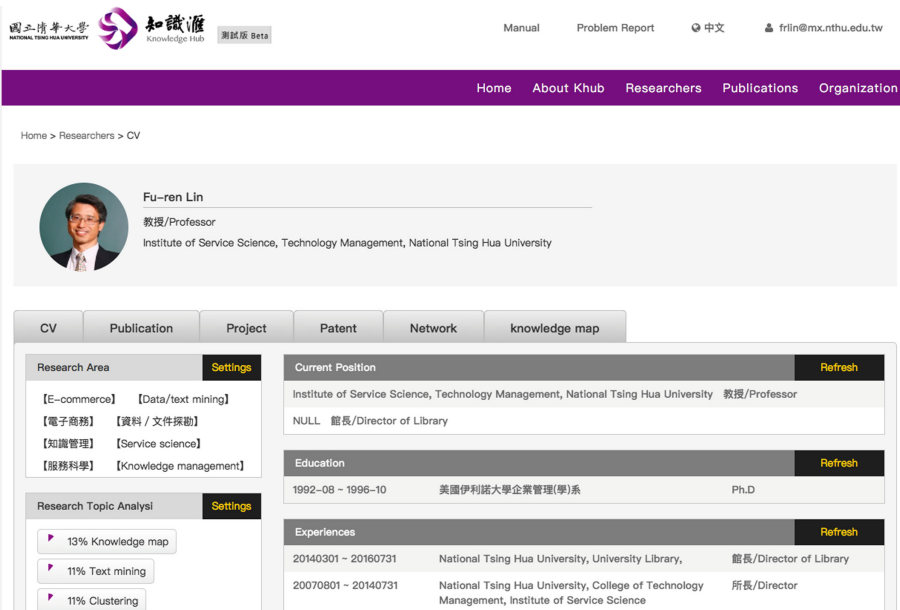 國立清華大學
NATIONAL TSING HUA UNIVERSITY
知識滙
Knowledge Hub
測試版 Beta
Manual
Problem Report
中文
frlin@mx.nthu.edu.tw
Home
About Khub
Researchers
Publications
Organization
Home > Researchers > CV
Fu-ren Lin
教授/Professor
Institute of Service Science, Technology Management, National Tsing Hua University
CV
Publication
Project
Patent
Network
knowledge map
Research Area
Settings
【E-commerce】 【Data/text mining】
【電子商務】 【資料 / 文件探勘】
【知識管理】 【Service science】
【服務科學】 【Knowledge management】
Research Topic Analysi
Settings
13% Knowledge map
11% Text mining
11% Clustering
Current Position
Refresh
Institute of Service Science, Technology Management, National Tsing Hua University 教授/Professor
NULL 館長/Director of Library
Education
Refresh
1992-08 ~ 1996-10 美國伊利諾大學企業管理(學)系 Ph.D
Experiences
Refresh
20140301 ~ 20160731 National Tsing Hua University, University Library, 館長/Director of Library
20070801 ~ 20140731 National Tsing Hua University, College of Technology 所長/Director
Management, Institute of Service Science